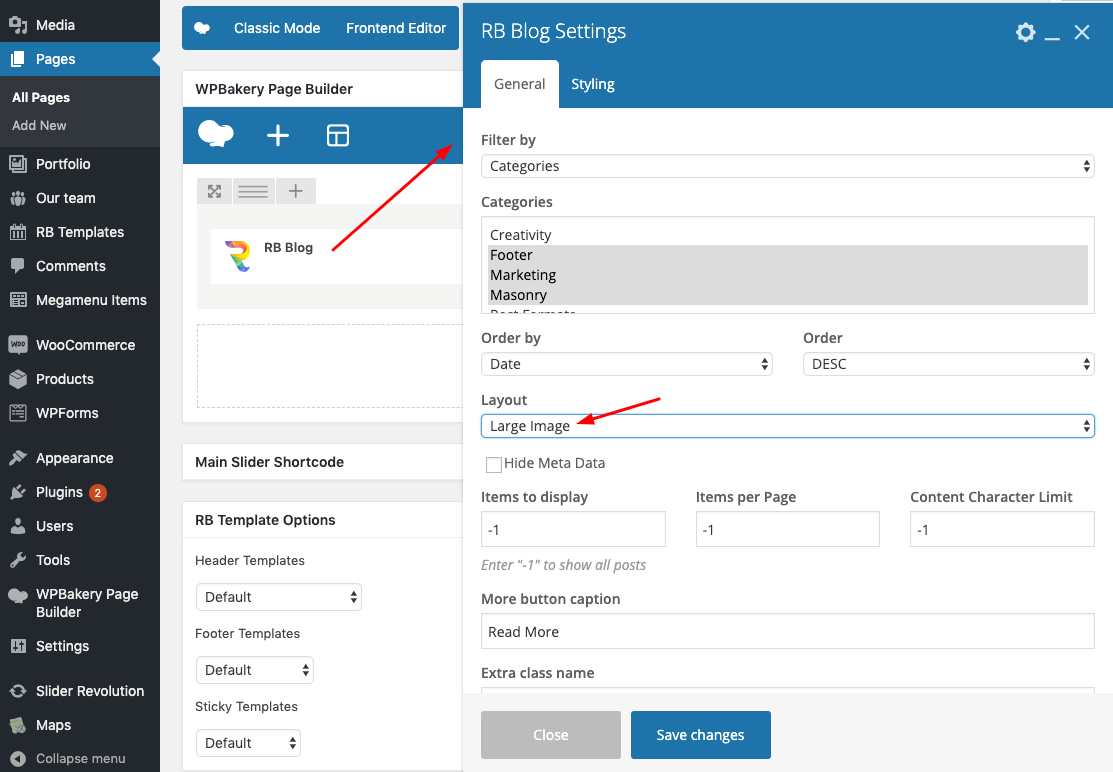 Media
Pages
All Pages
Add New
Portfolio
Our team
RB Templates
Comments
Megamenu Items
WooCommerce
Products
WPForms
Appearance
Plugins 2
Users
Tools
WPBakery Page
Builder
Settings
Slider Revolution
Maps
Collapse menu
Classic Mode Frontend Editor
WPBakery Page Builder
RB Blog
Main Slider Shortcode
RB Template Options
Header Templates
Default
Footer Templates
Default
Sticky Templates
Default
RB Blog Settings
General Styling
Filter by
Categories
Categories
Creativity
Footer
Marketing
Masonry
Post Formats
Order by Order
Date DESC
Layout
Large Image
Hide Meta Data
Items to display Items per Page Content Character Limit
-1 -1 -1
Enter "-1" to show all posts
More button caption
Read More
Extra class name
Close Save changes